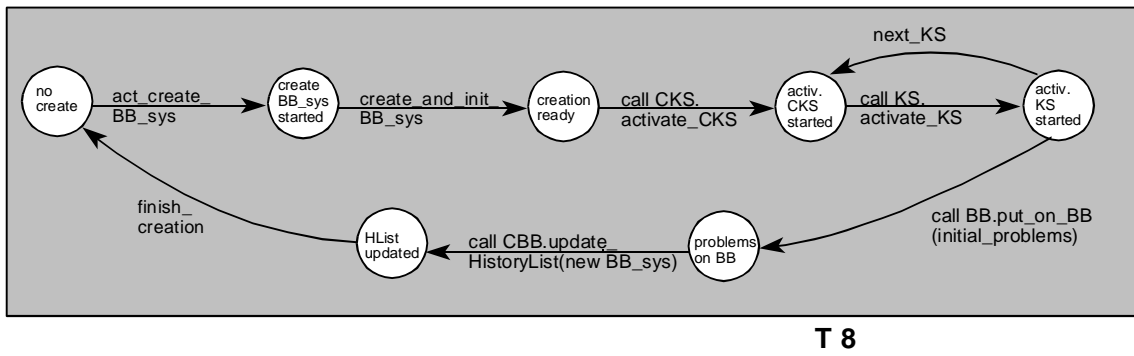 next_KS
no
create
act_create_
BB_sys
create
BB_sys
started
create_and_init_
BB_sys
creation
ready
call CKS.
activate_CKS
activ.
CKS
started
call KS.
activate_KS
activ.
KS
started
finish_
creation
HList
updated
call CBB.update_
HistoryList(new BB_sys)
problems
on BB
call BB.put_on_BB
(initial_problems)
T 8